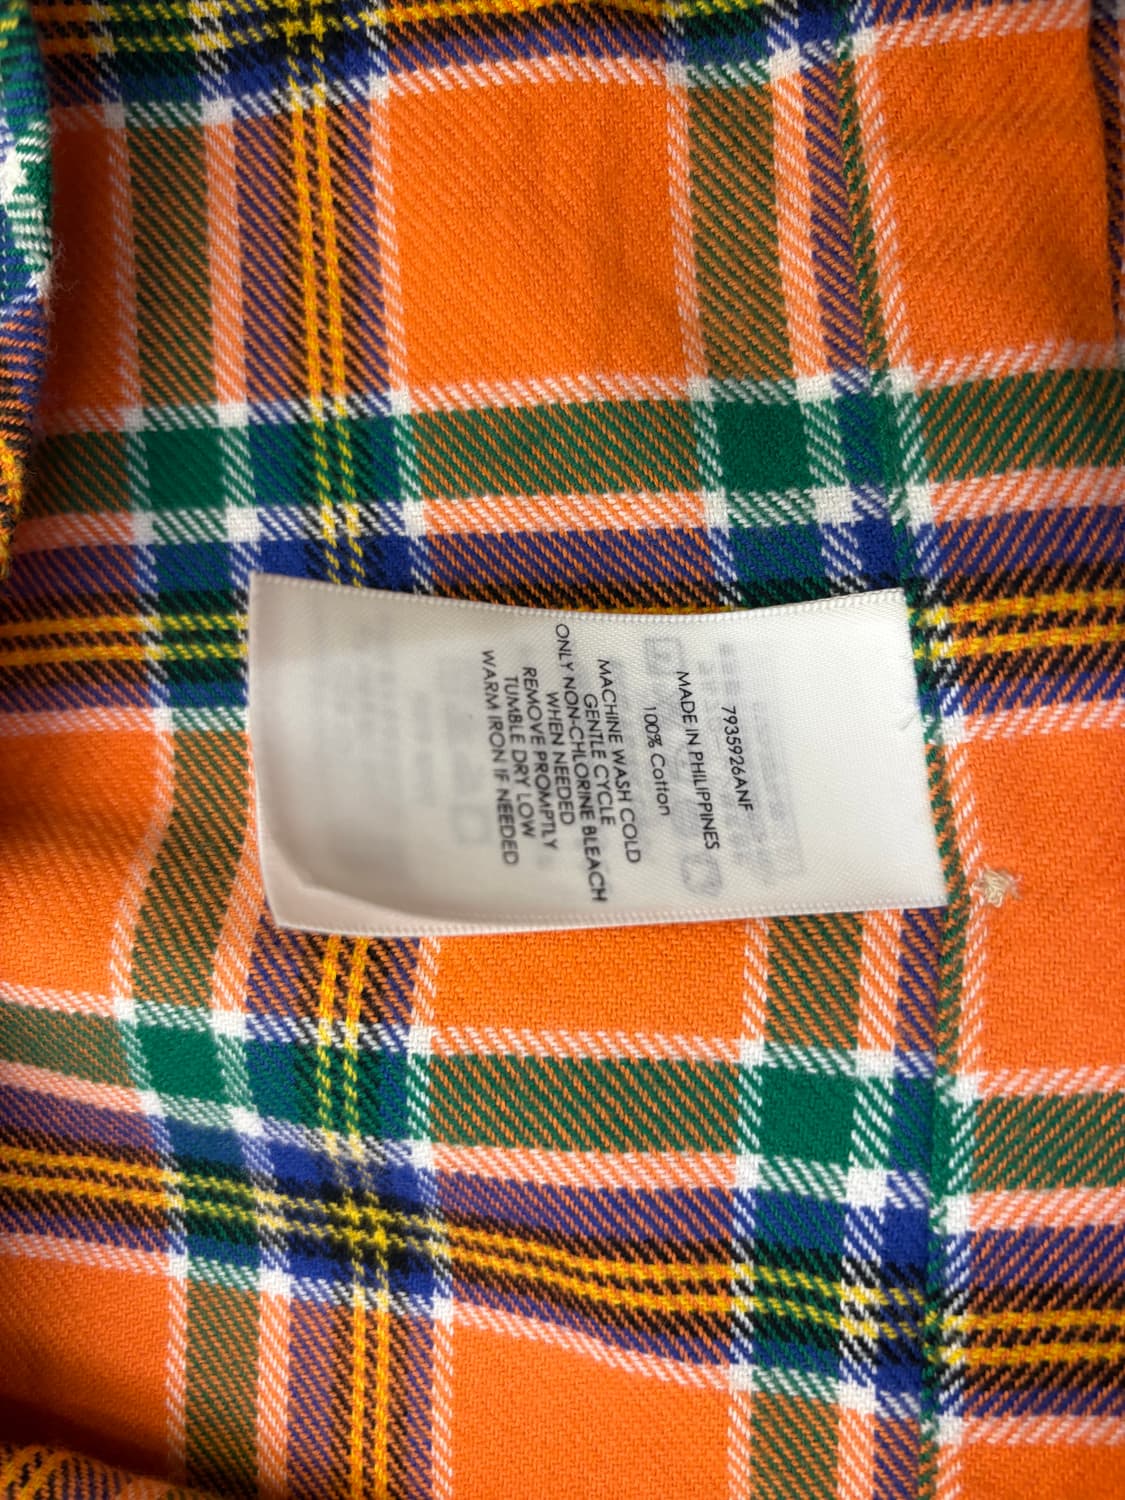 7935926ANF
MADE IN PHILIPPINES
100% Cotton
MACHINE WASH COLD
GENTLE CYCLE
ONLY NON-CHLORINE BLEACH
WHEN NEEDED
REMOVE PROMPTLY
TUMBLE DRY LOW
WARM IRON IF NEEDED